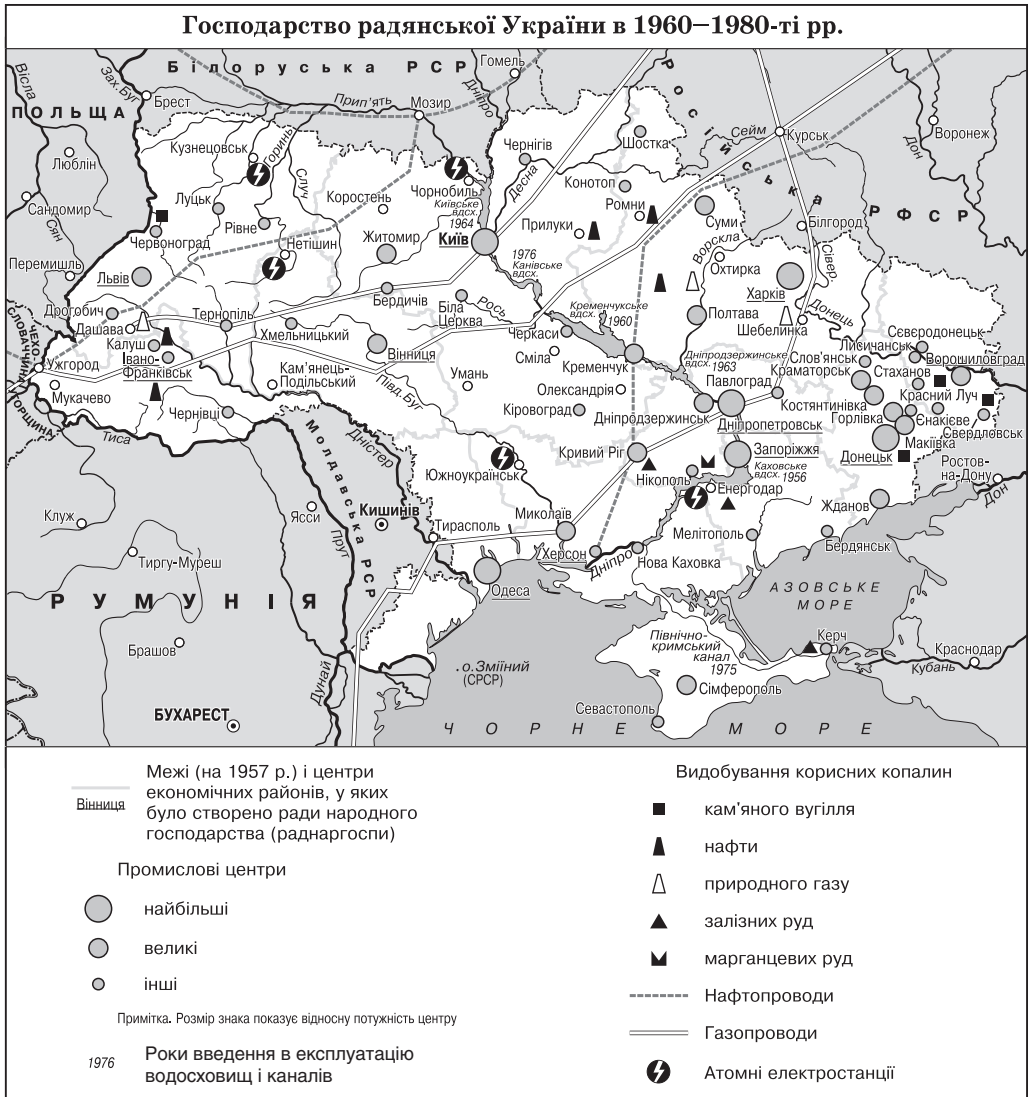 Господарство радянської України в 1960–1980-ті рр.
Білоруська РСР
Гомель
Вісла
Зах. Буг
Брест
Прип'ять
Мозир
Дніпро
Російська РФСР
ПОЛЬЩА
Сейм
Курськ
Воронеж
Дон
Люблін
Кузнецовськ
Горинь
Случ
Чорнобиль
Київське
вдсх.
1964
Чернігів
Десна
Шостка
Конотоп
Ромни
Прилуки
Суми
Ворскла
Білгород
Сандомир
Сян
Луцьк
Рівне
Коростень
Червоноград
Нетішин
Житомир
Київ
1976
Канівське
вдсх.
Охтирка
Сівер.
Донець
Перемишль
Львів
Харків
Дрогобич
Дашава
Тернопіль
Бердичів
Біла
Церква
Рось
Кременчуцьке
вдсх.
1960
Полтава
Шебелинка
ЧЕХО-
СЛОВАЧЧИНА
Калуш
Івано-
Франківськ
Хмельницький
Вінниця
Черкаси
Сміла
Кременчук
Дніпродзержинське
вдсх. 1963
Сєвєродонецьк
Лисичанськ
Ворошиловград
Слов'янськ
Краматорськ
Стаханов
Ужгород
Мукачево
УГОРЩИНА
Кам'янець-
Подільський
Півд. Буг
Умань
Олександрія
Павлоград
Костянтинівка
Красний Луч
Горлівка
Єнакієве
Свердловськ
Чернівці
Тиса
Кіровоград
Дніпродзержинськ
Дніпропетровськ
Макіївка
Донецьк
Молдавська РСР
Дністер
Южноукраїнськ
Кривий Ріг
Запоріжжя
Каховське
вдсх. 1956
Нікополь
Енергодар
Ростов-
на-Дону
Дон
Клуж
Ясси
Прут
Кишинів
Тирасполь
Миколаїв
Херсон
Дніпро
Нова Каховка
Мелітополь
Жданов
Бердянськ
Тиргу-Муреш
РУМУНІЯ
Одеса
АЗОВСЬКЕ
МОРЕ
Брашов
Дунай
о. Зміїний
(СРСР)
Північно-
кримський
канал
1975
Керч
Краснодар
Кубань
Сімферополь
Севастополь
БУХАРЕСТ
ЧОРНЕ МОРЕ
Вінниця
Межі (на 1957 р.) і центри
економічних районів, у яких
було створено ради народного
господарства (раднаргоспи)
Промислові центри
найбільші
великі
інші
Примітка. Розмір знака показує відносну потужність центру
1976
Роки введення в експлуатацію
водосховищ і каналів
Видобування корисних копалин
кам'яного вугілля
нафти
природного газу
залізних руд
марганцевих руд
Нафтопроводи
Газопроводи
Атомні електростанції